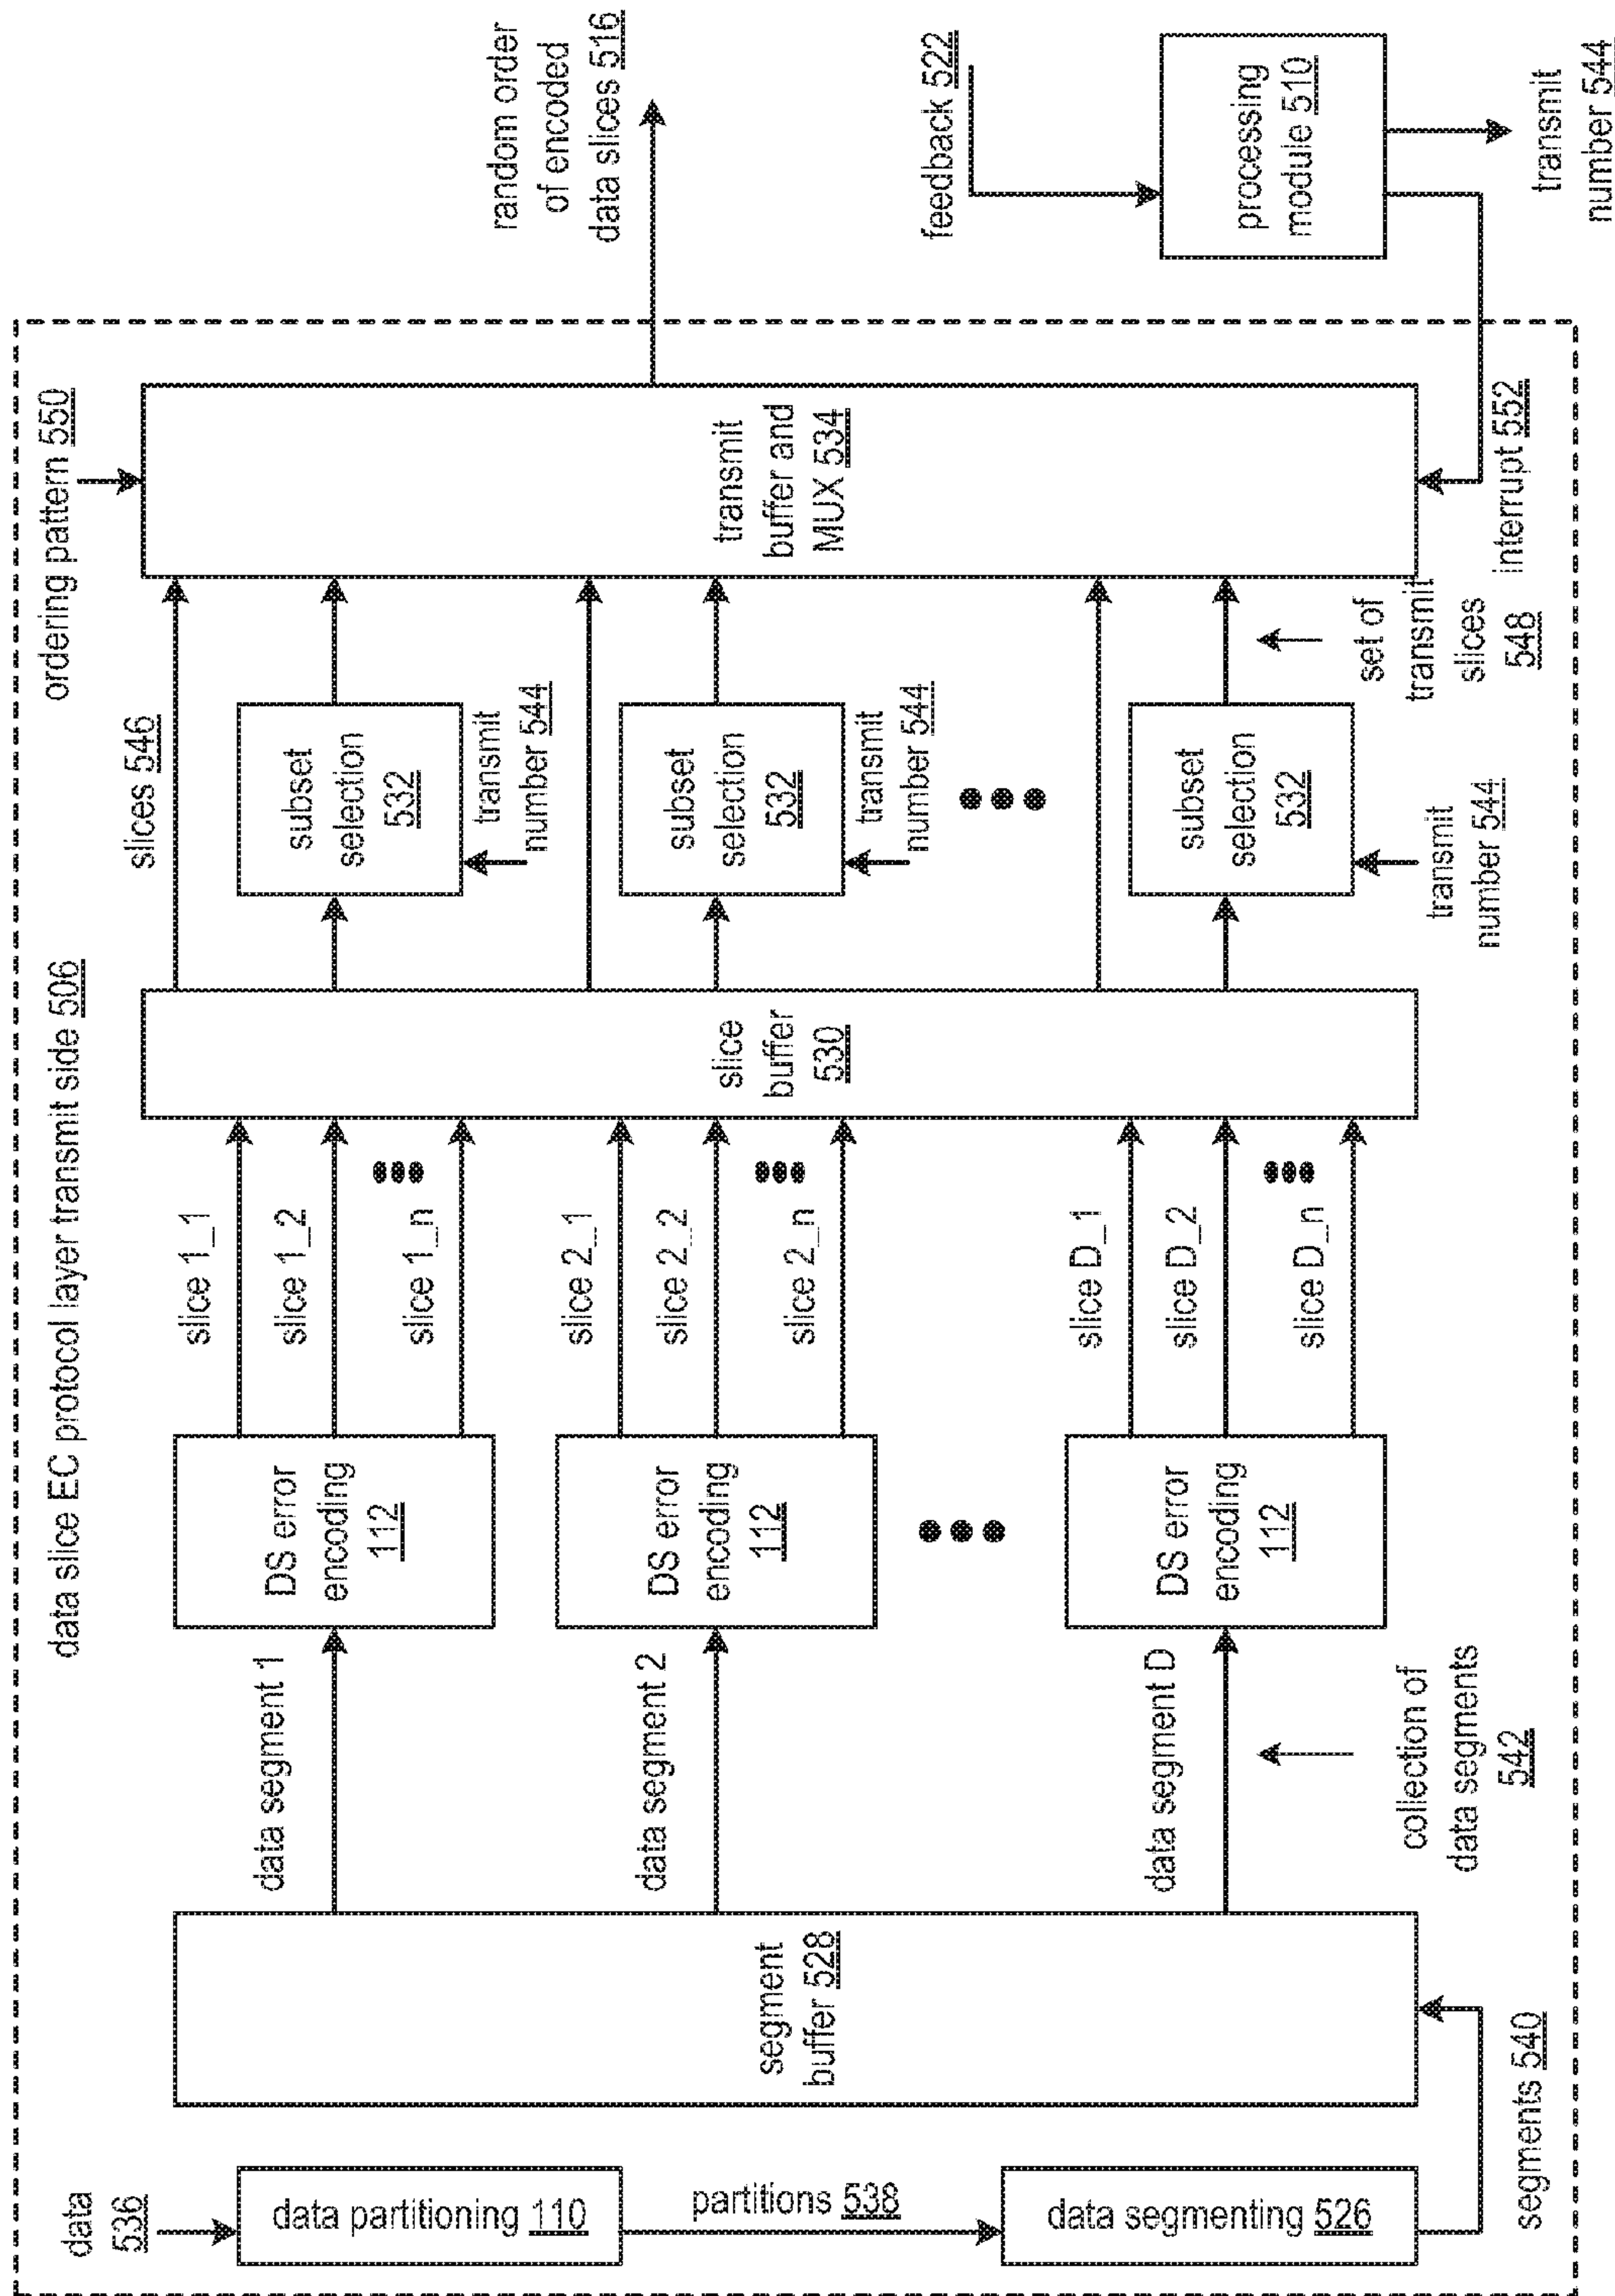 data slice EC protocol layer transmit side 506
data
536
data partitioning 110
partitions 538
data segmenting 526
segments 540
segment
buffer 528
data segment 1
data segment 2
data segment D
collection of
data segments
542
DS error
encoding
112
DS error
encoding
112
DS error
encoding
112
slice 1_1
slice 1_2
slice 1_n
slice 2_1
slice 2_2
slice 2_n
slice D_1
slice D_2
slice D_n
slice
buffer
530
slices 546
subset
selection
532
transmit
number 544
subset
selection
532
transmit
number 544
subset
selection
532
transmit
number 544
set of
transmit
slices
548
ordering pattern 550
transmit
buffer and
MUX 534
interrupt 552
random order
of encoded
data slices 516
feedback 522
processing
module 510
transmit
number 544